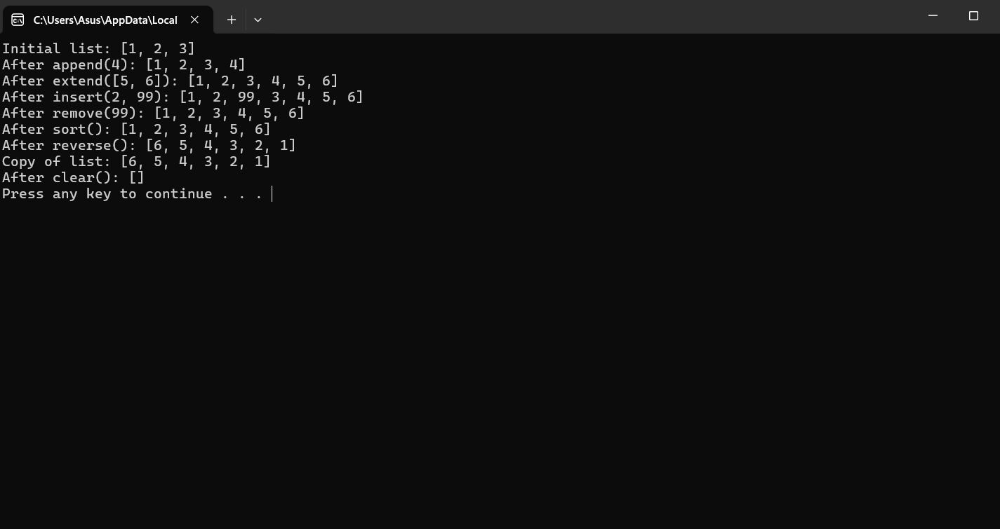 C:\Users\Asus\AppData\Local
Initial list: [1, 2, 3]
After append(4): [1, 2, 3, 4]
After extend([5, 6]): [1, 2, 3, 4, 5, 6]
After insert(2, 99): [1, 2, 99, 3, 4, 5, 6]
After remove(99): [1, 2, 3, 4, 5, 6]
After sort(): [1, 2, 3, 4, 5, 6]
After reverse(): [6, 5, 4, 3, 2, 1]
Copy of list: [6, 5, 4, 3, 2, 1]
After clear(): []
Press any key to continue . . .